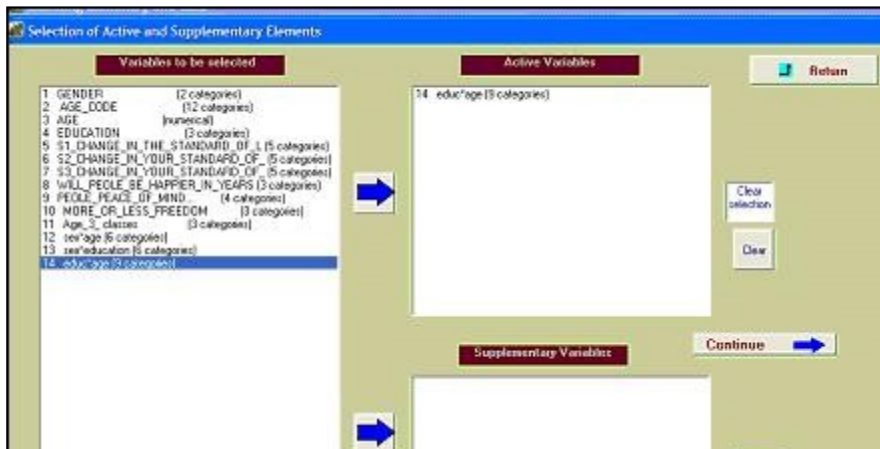 Selection of Active and Supplementary Elements
Variables to be selected
1 GENDER (2 categories)
2 AGE_CODE (12 categories)
3 AGE (numerical)
4 EDUCATION (3 categories)
5 S1_CHANGE_IN_THE_STANDARD_OF_L (5 categories)
6 S2_CHANGE_IN_YOUR_STANDARD_OF_ (5 categories)
7 S3_CHANGE_IN_YOUR_STANDARD_OF_ (5 categories)
8 WILL_PEOLE_BE_HAPPIER_IN_YEARS (3 categories)
9 PEOLE_PEACE_OF_MIND... (4 categories)
10 MORE_OR_LESS_FREEDOM (3 categories)
11 Age_3_ classes (3 categories)
12 sex*age (6 categories)
13 sex*education (6 categories)
14 educ*age (9 categories)
Active Variables
14 educ*age (9 categories)
Return
Clear
selection
Clear
Continue
Supplementary Variables